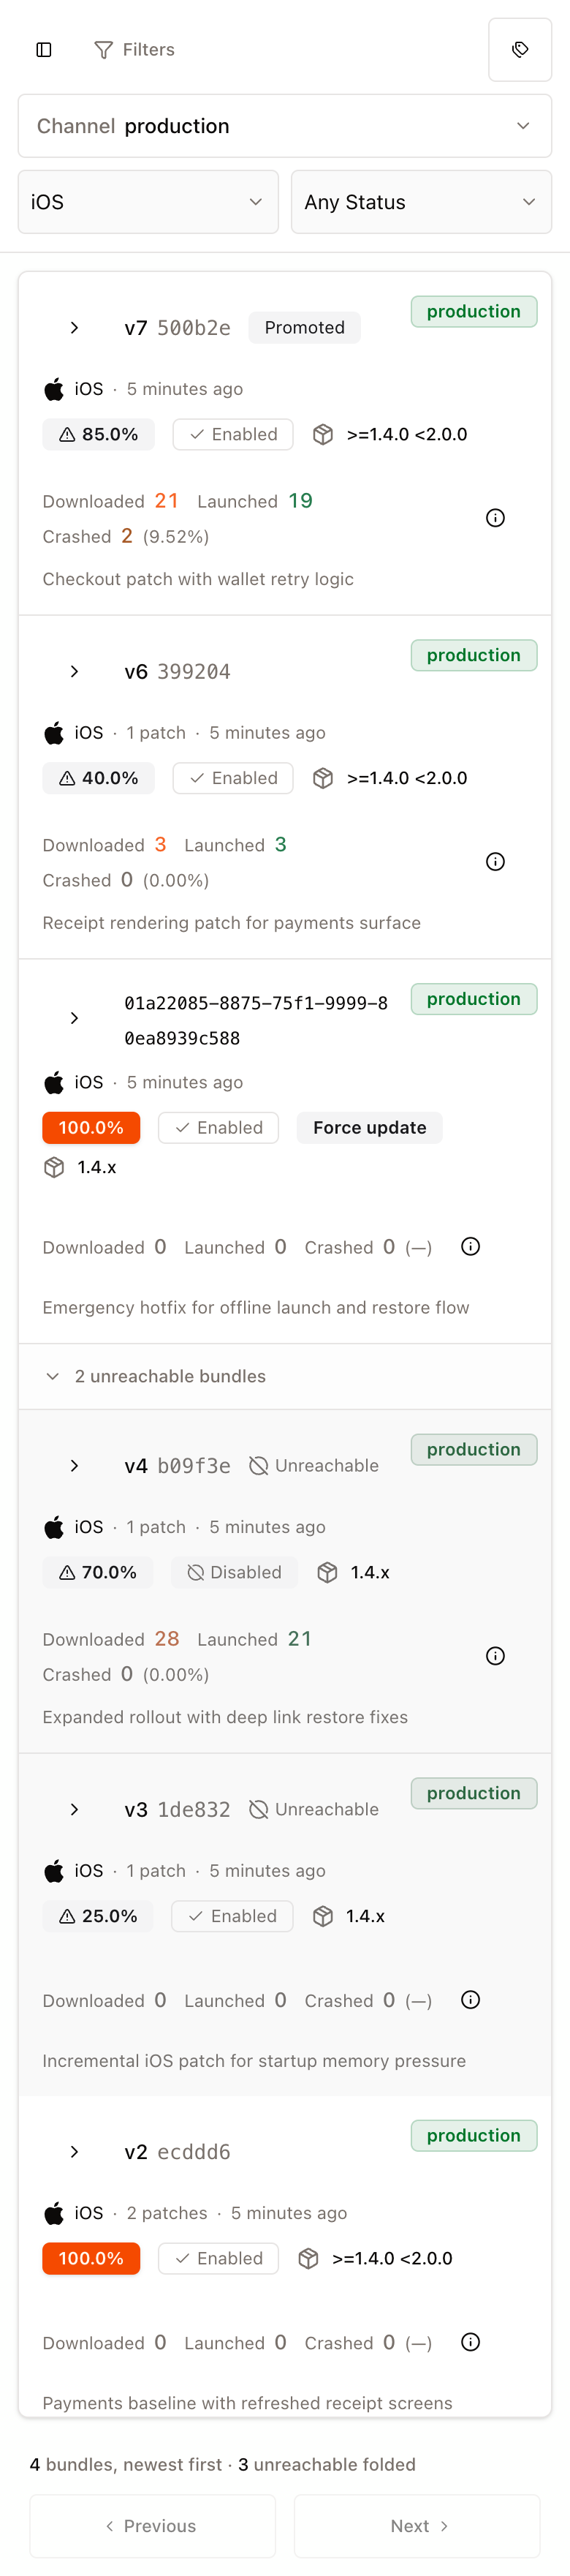 Filters
Channel production
iOS
Any Status
v7 500b2e Promoted production
iOS · 5 minutes ago
85.0% Enabled >=1.4.0 <2.0.0
Downloaded 21 Launched 19
Crashed 2 (9.52%)
Checkout patch with wallet retry logic
v6 399204 production
iOS · 1 patch · 5 minutes ago
40.0% Enabled >=1.4.0 <2.0.0
Downloaded 3 Launched 3
Crashed 0 (0.00%)
Receipt rendering patch for payments surface
01a22085-8875-75f1-9999-8 production
0ea8939c588
iOS · 5 minutes ago
100.0% Enabled Force update
1.4.x
Downloaded 0 Launched 0 Crashed 0 (—)
Emergency hotfix for offline launch and restore flow
2 unreachable bundles
v4 b09f3e Unreachable production
iOS · 1 patch · 5 minutes ago
70.0% Disabled 1.4.x
Downloaded 28 Launched 21
Crashed 0 (0.00%)
Expanded rollout with deep link restore fixes
v3 1de832 Unreachable production
iOS · 1 patch · 5 minutes ago
25.0% Enabled 1.4.x
Downloaded 0 Launched 0 Crashed 0 (—)
Incremental iOS patch for startup memory pressure
v2 ecddd6 production
iOS · 2 patches · 5 minutes ago
100.0% Enabled >=1.4.0 <2.0.0
Downloaded 0 Launched 0 Crashed 0 (—)
Payments baseline with refreshed receipt screens
4 bundles, newest first · 3 unreachable folded
Previous
Next